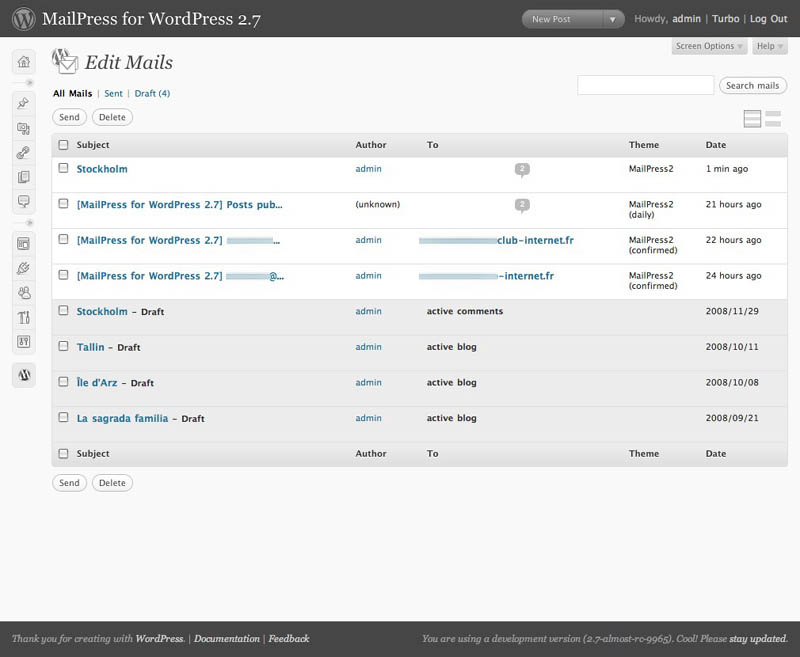 MailPress for WordPress 2.7
New Post
Howdy, admin | Turbo | Log Out
Screen Options
Help
Edit Mails
All Mails | Sent | Draft (4)
Search mails
Send Delete
Subject Author To Theme Date
Stockholm admin 2 MailPress2 1 min ago
[MailPress for WordPress 2.7] Posts pub... (unknown) 2 MailPress2 21 hours ago
(daily)
[MailPress for WordPress 2.7] ... admin club-internet.fr MailPress2 22 hours ago
(confirmed)
[MailPress for WordPress 2.7] @... admin -internet.fr MailPress2 24 hours ago
(confirmed)
Stockholm – Draft admin active comments 2008/11/29
Tallin – Draft admin active blog 2008/10/11
Île d'Arz – Draft admin active blog 2008/10/08
La sagrada familia – Draft admin active blog 2008/09/21
Subject Author To Theme Date
Send Delete
Thank you for creating with WordPress. | Documentation | Feedback
You are using a development version (2.7-almost-rc-9965). Cool! Please stay updated.